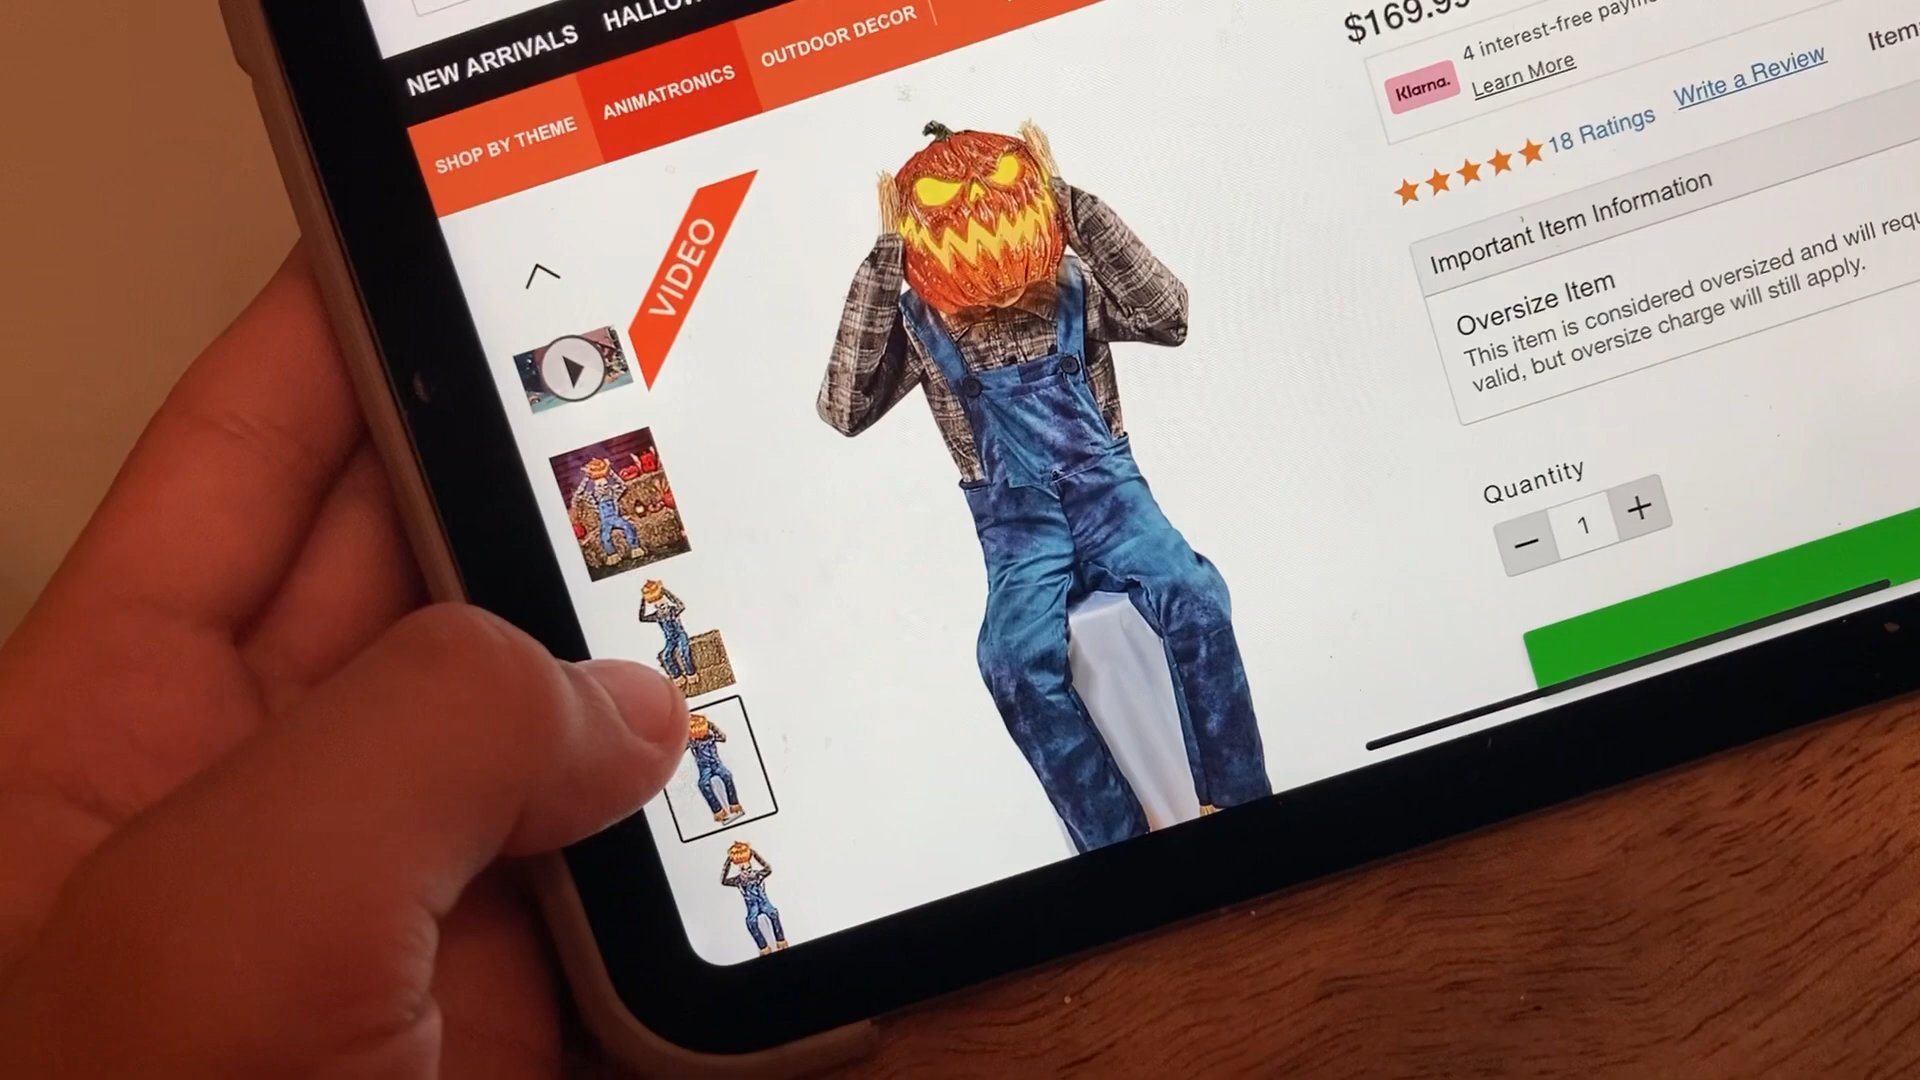 NEW ARRIVALS
SHOP BY THEME
ANIMATRONICS
OUTDOOR DECOR
VIDEO
$169.99
Klarna.
4 interest-free
Learn More
18 Ratings
Write a Review
Important Item Information
Oversize Item
This item is considered oversized and will
valid, but oversize charge will still apply.
Quantity
− 1 +